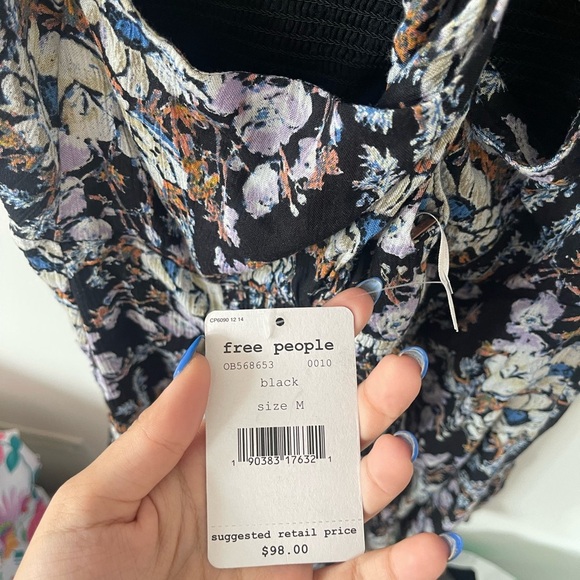 CP6090 12 14
free people
OB568653 0010
black
size M
1 90383 17632 1
suggested retail price
$98.00